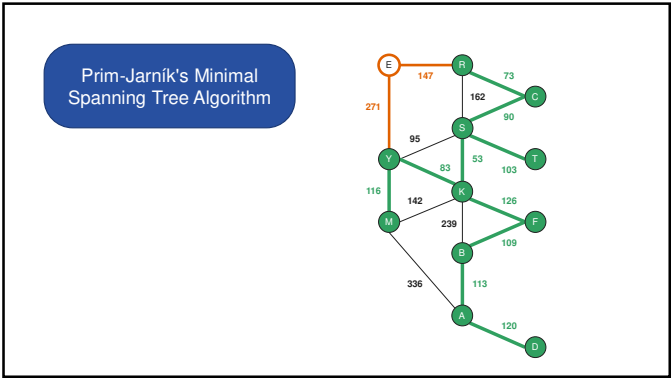 Prim-Jarník's Minimal
Spanning Tree Algorithm
E
R
147
73
C
271
162
90
S
95
53
103
T
Y
83
116
K
142
126
M
239
F
109
B
336
113
A
120
D